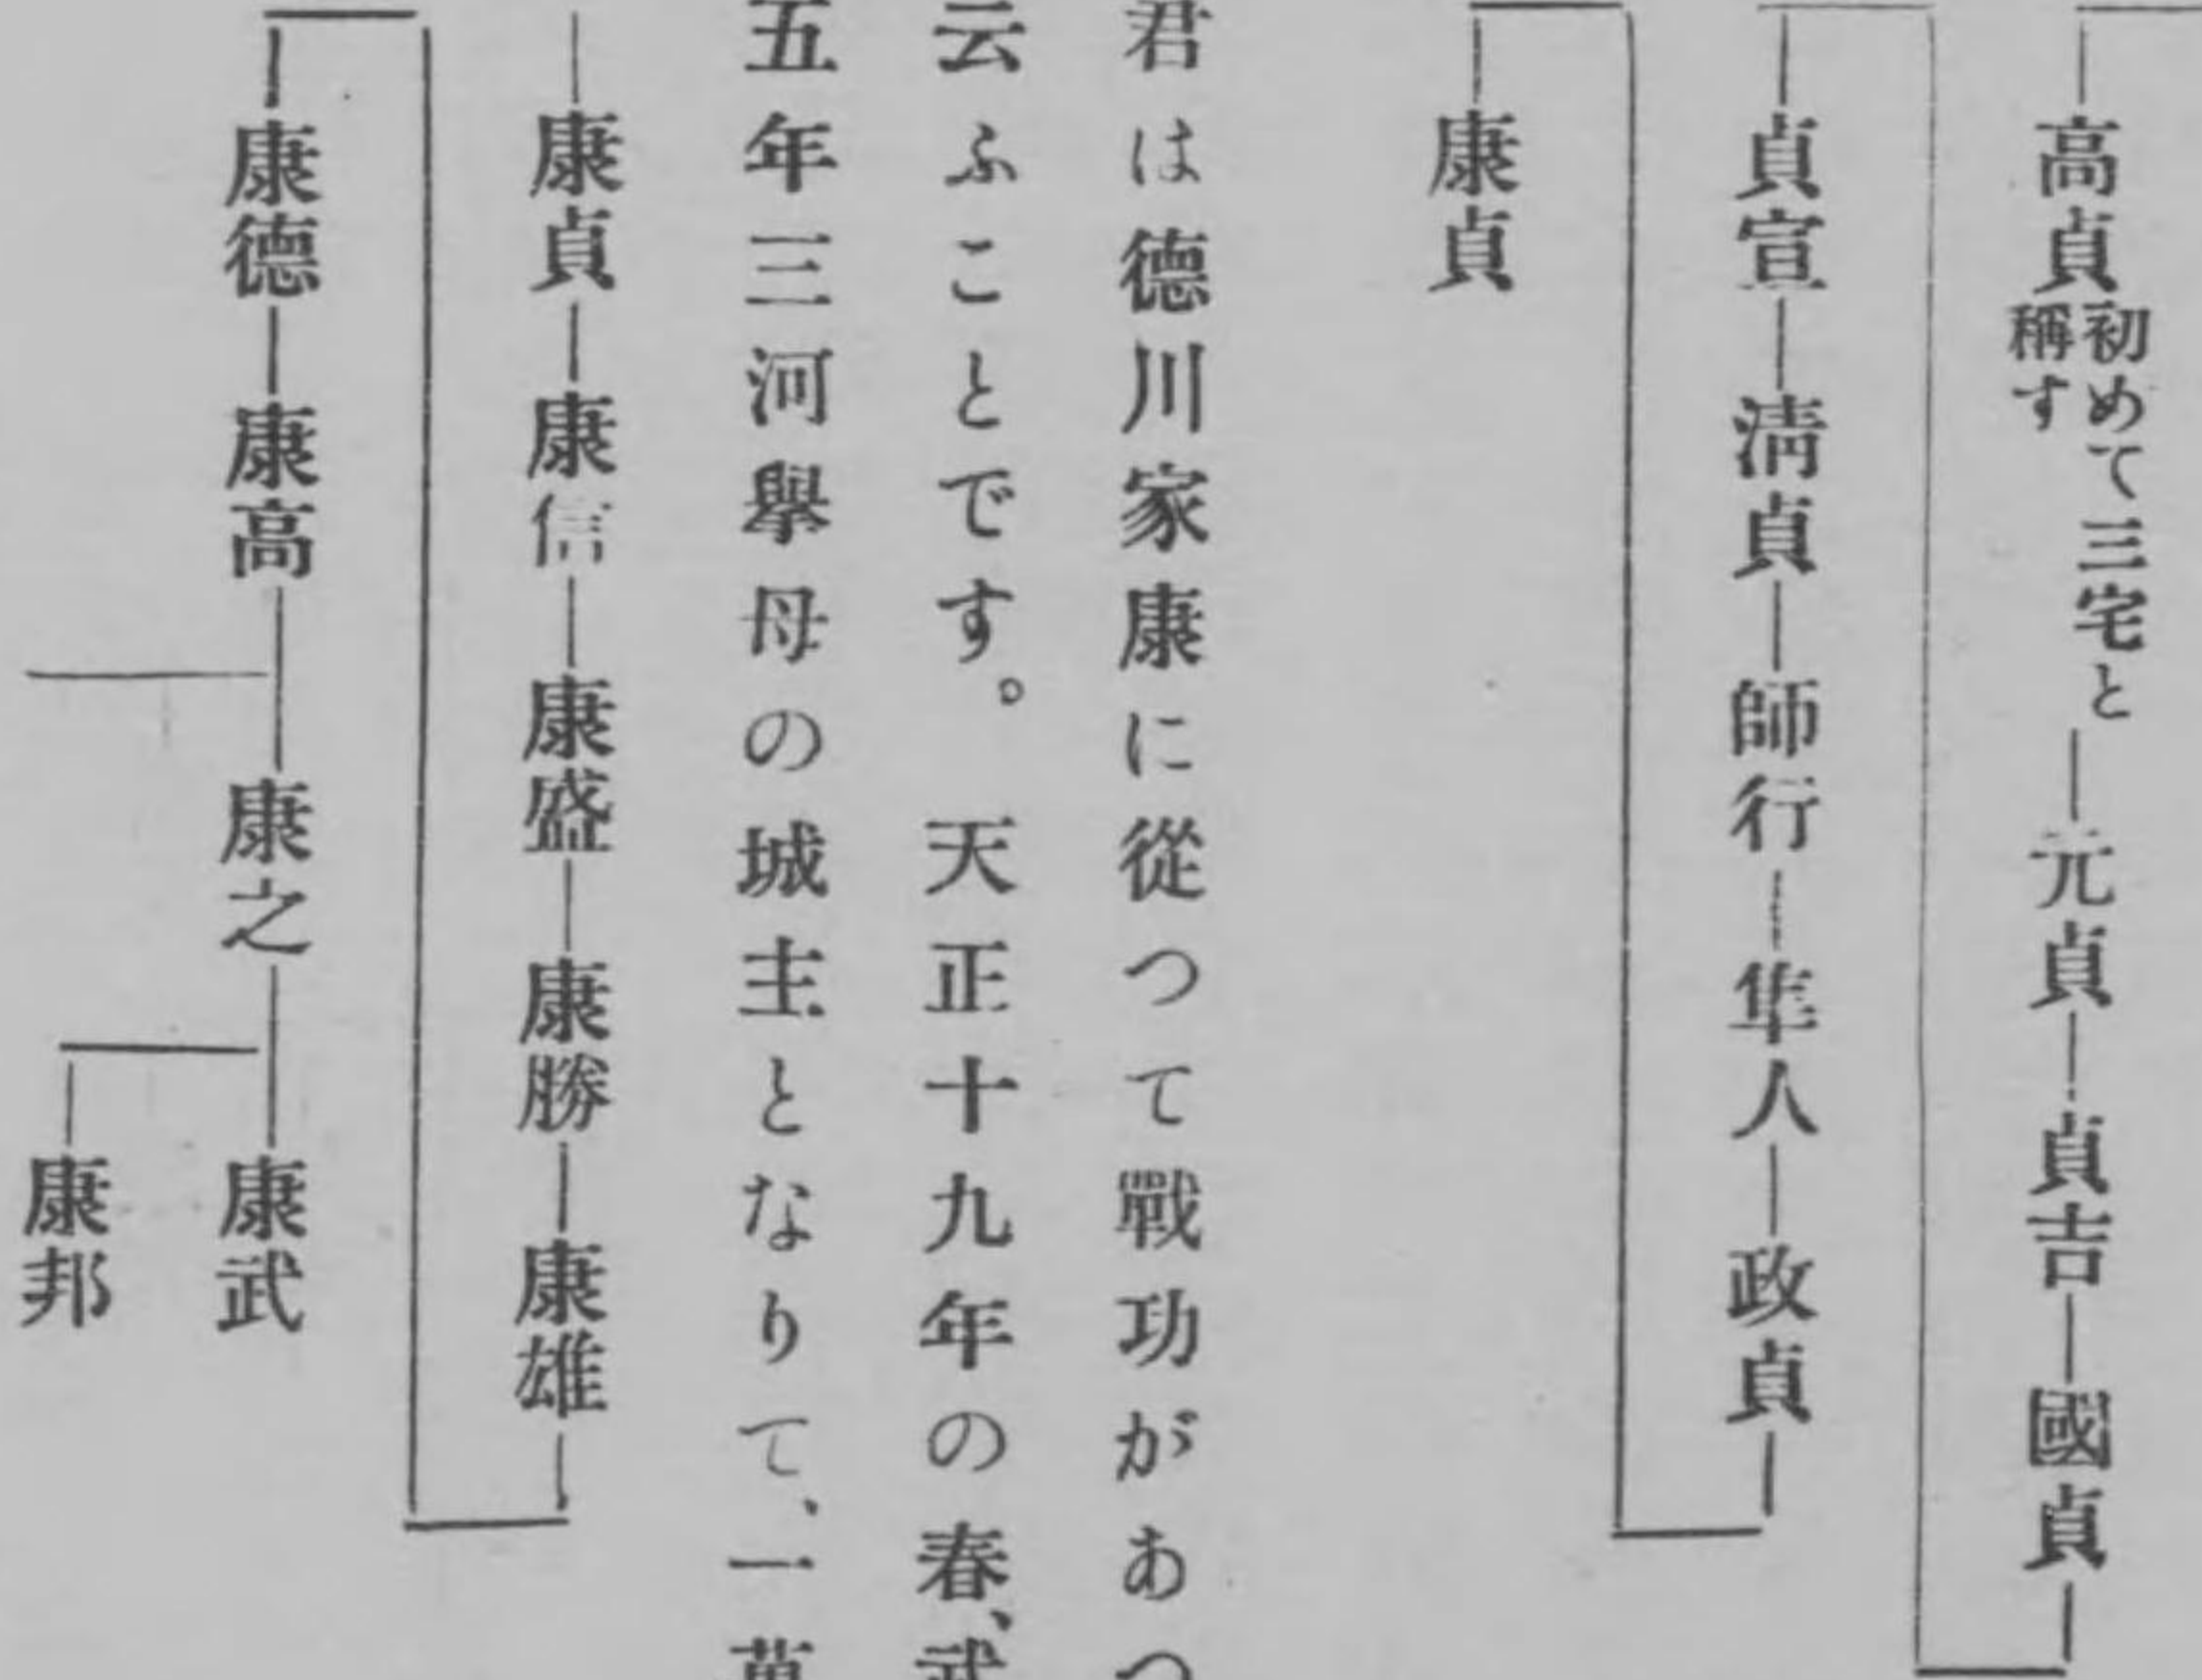 高貞初めて三宅と稱す―元貞―貞吉―國貞
貞宣―淸貞―師行―隼人―政貞
康貞
君は德川家康に從つて戰功があつ
云ふことです。天正十九年の春、武
五年三河擧母の城主となりて、一萬
康貞―康信―康盛―康勝―康雄
康德―康高―康之―康武
康邦